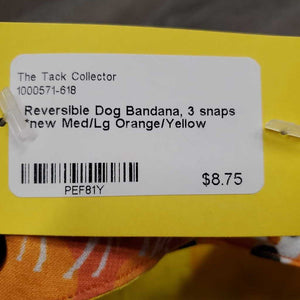 The Tack Collector
1000571-618
Reversible Dog Bandana, 3 snaps
*new Med/Lg Orange/Yellow
PEF81Y
$8.75